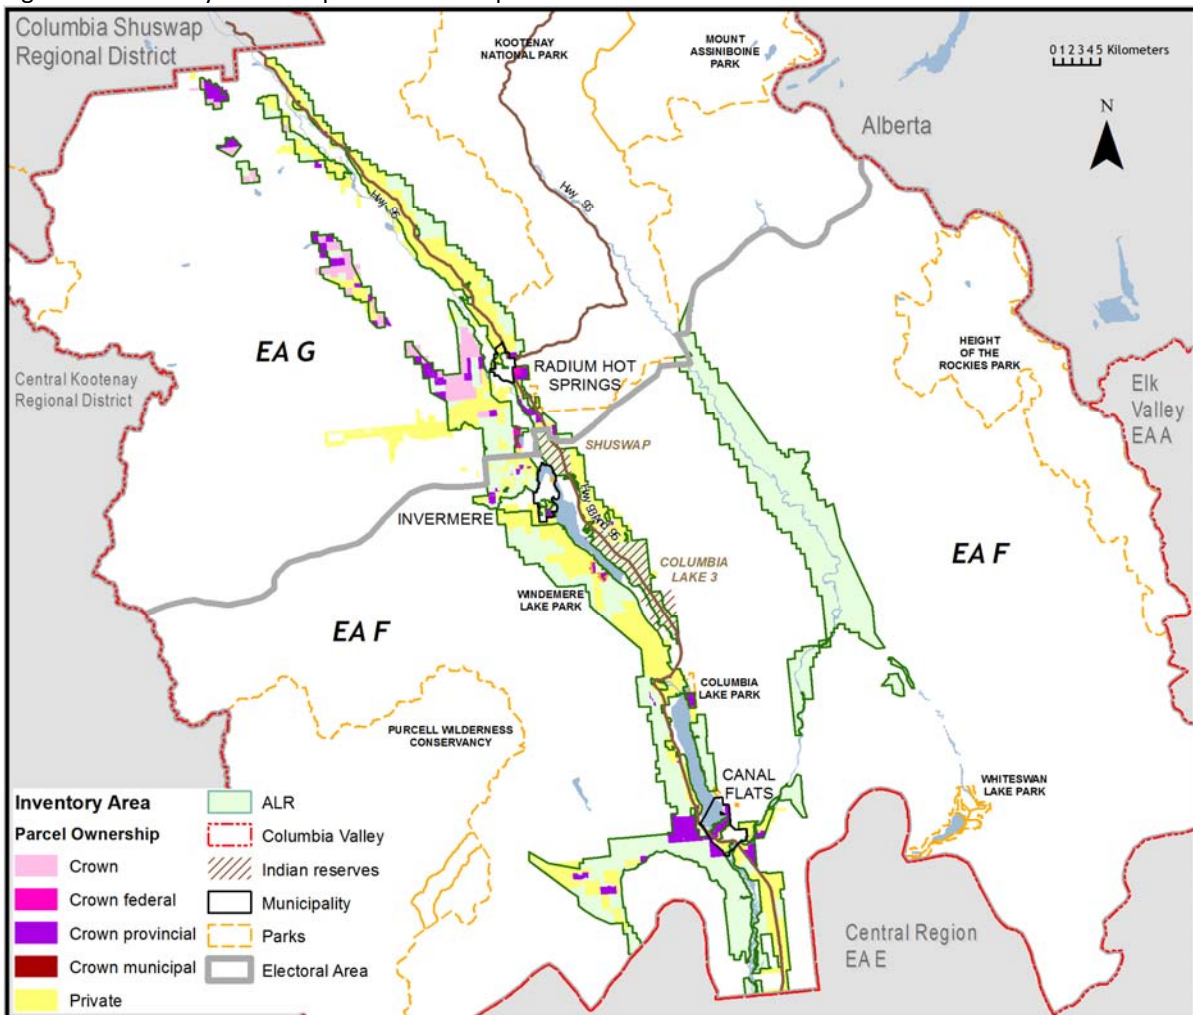 Columbia Shuswap
Regional District
KOOTENAY
NATIONAL PARK
MOUNT
ASSINIBOINE
PARK
0 1 2 3 4 5 Kilometers
N
Alberta
Hwy 95
Hwy 93
EA G
HEIGHT
OF THE
ROCKIES PARK
Central Kootenay
Regional District
RADIUM HOT
SPRINGS
Elk
Valley
EA A
SHUSWAP
INVERMERE
COLUMBIA
LAKE 3
EA F
WINDEMERE
LAKE PARK
EA F
COLUMBIA
LAKE PARK
PURCELL WILDERNESS
CONSERVANCY
CANAL
FLATS
WHITESWAN
LAKE PARK
Central Region
EA E
Inventory Area
Parcel Ownership
Crown
Crown federal
Crown provincial
Crown municipal
Private
ALR
Columbia Valley
Indian reserves
Municipality
Parks
Electoral Area